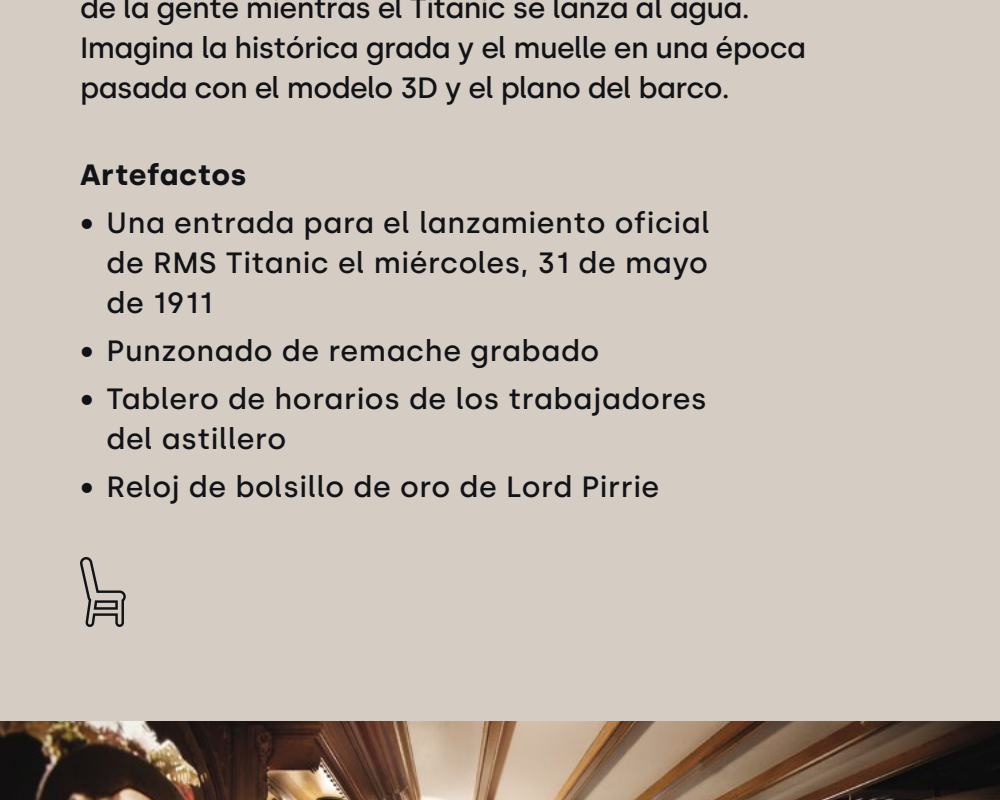 de la gente mientras el Titanic se lanza al agua.
Imagina la histórica grada y el muelle en una época
pasada con el modelo 3D y el plano del barco.
Artefactos
• Una entrada para el lanzamiento oficial
de RMS Titanic el miércoles, 31 de mayo
de 1911
• Punzonado de remache grabado
• Tablero de horarios de los trabajadores
del astillero
• Reloj de bolsillo de oro de Lord Pirrie